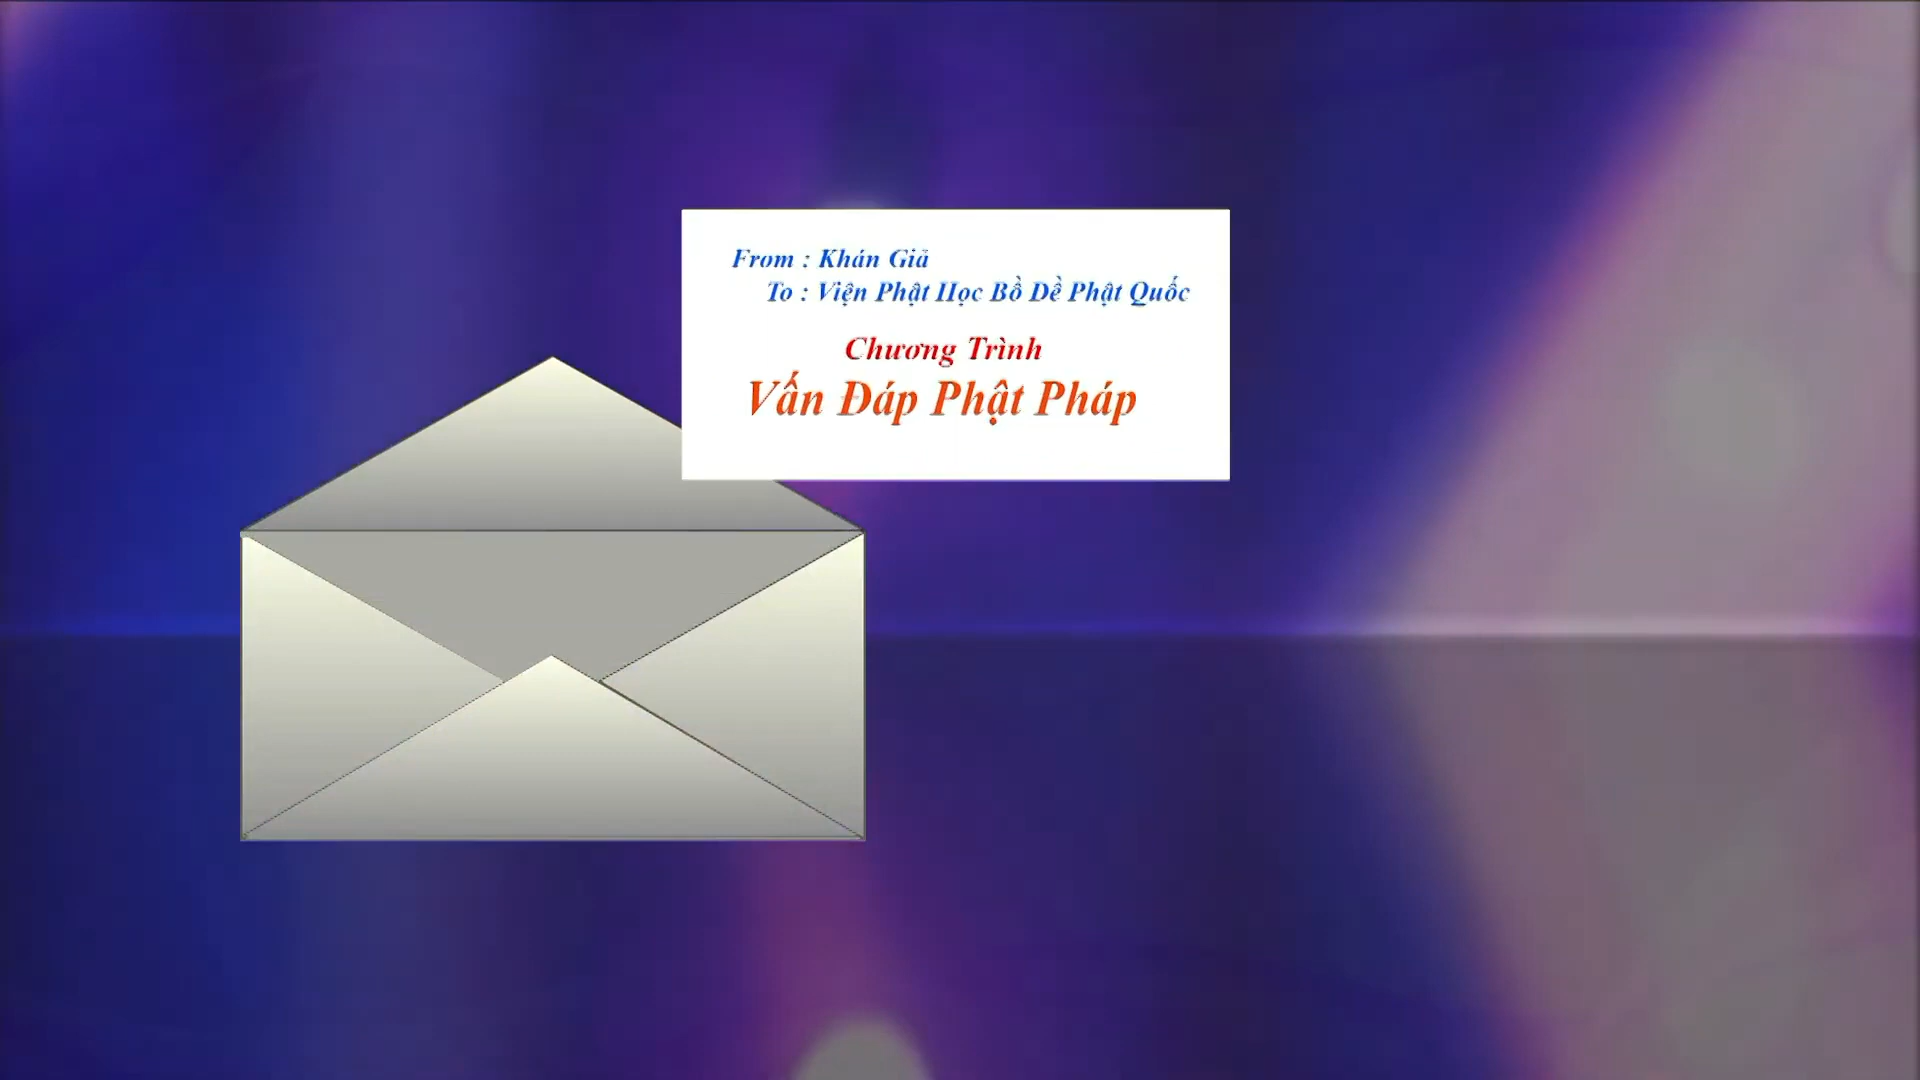 From : Khán Giả
To : Viện Phật Học Bồ Đề Phật Quốc
Chương Trình
Vấn Đáp Phật Pháp